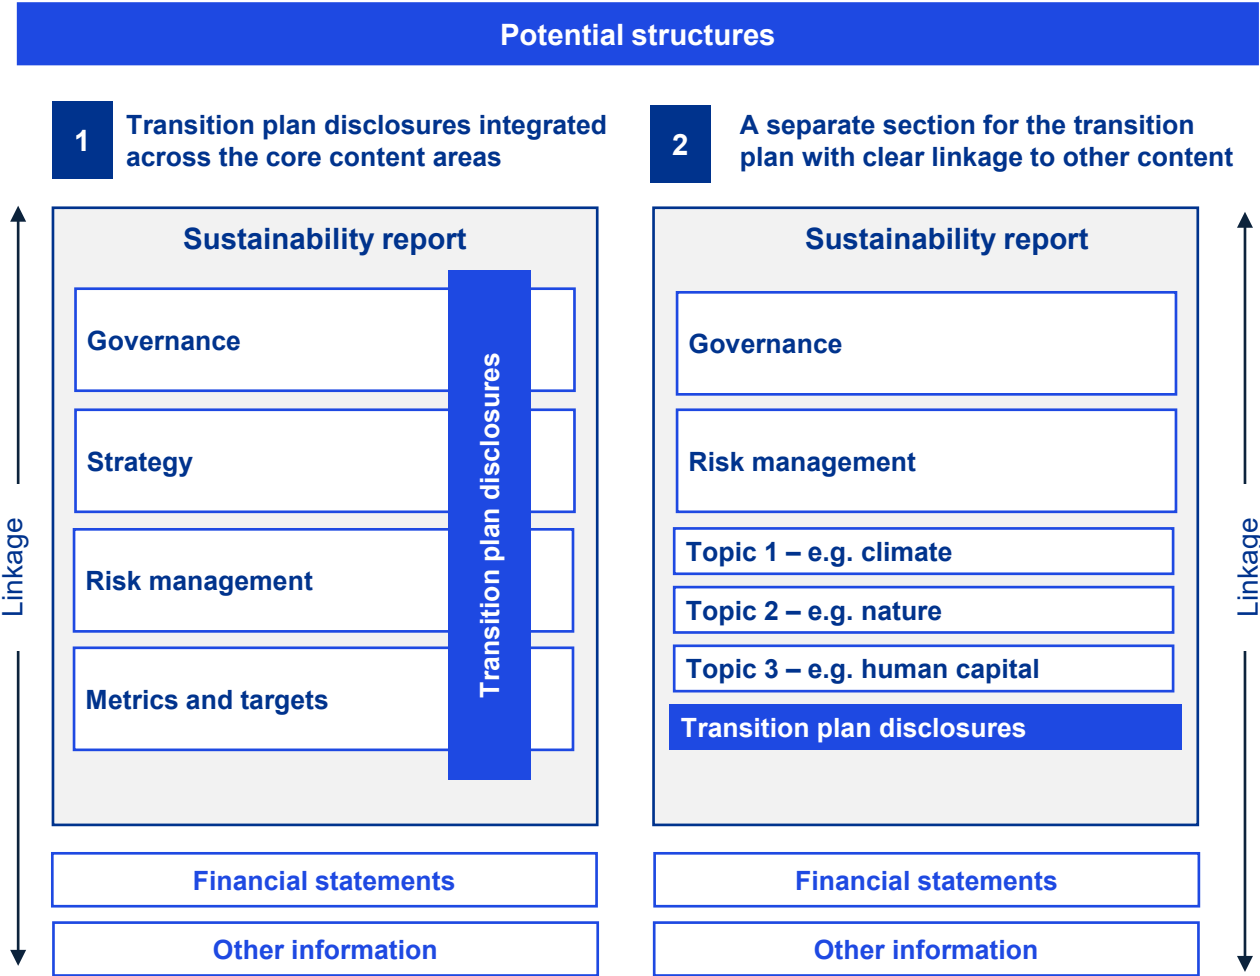 Potential structures
1
Transition plan disclosures integrated
across the core content areas
Linkage
Sustainability report
Governance
Strategy
Risk management
Metrics and targets
Transition plan disclosures
Financial statements
Other information
2
A separate section for the transition
plan with clear linkage to other content
Sustainability report
Governance
Risk management
Topic 1 – e.g. climate
Topic 2 – e.g. nature
Topic 3 – e.g. human capital
Transition plan disclosures
Financial statements
Other information
Linkage